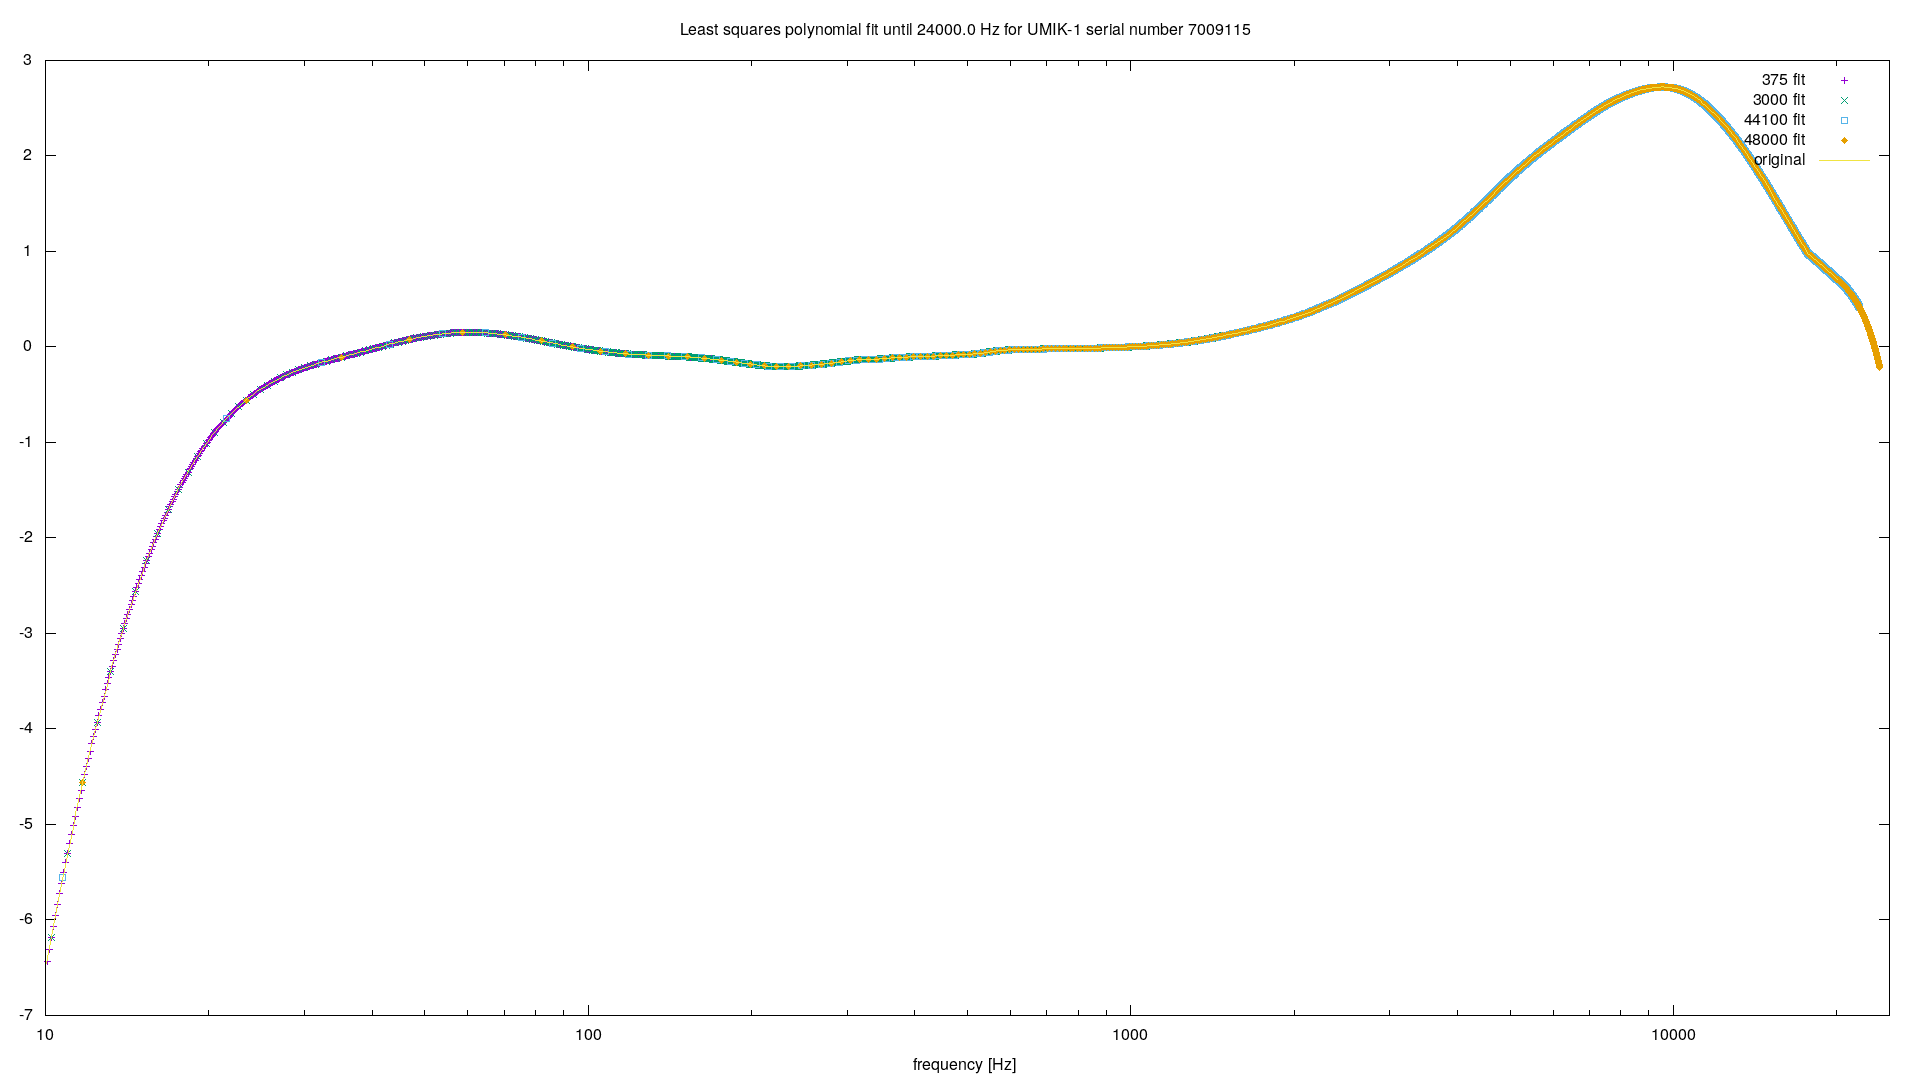 Least squares polynomial fit until 24000.0 Hz for UMIK-1 serial number 7009115
3
2
1
0
-1
-2
-3
-4
-5
-6
-7
375 fit
3000 fit
44100 fit
48000 fit
original
10 100 1000 10000
frequency [Hz]